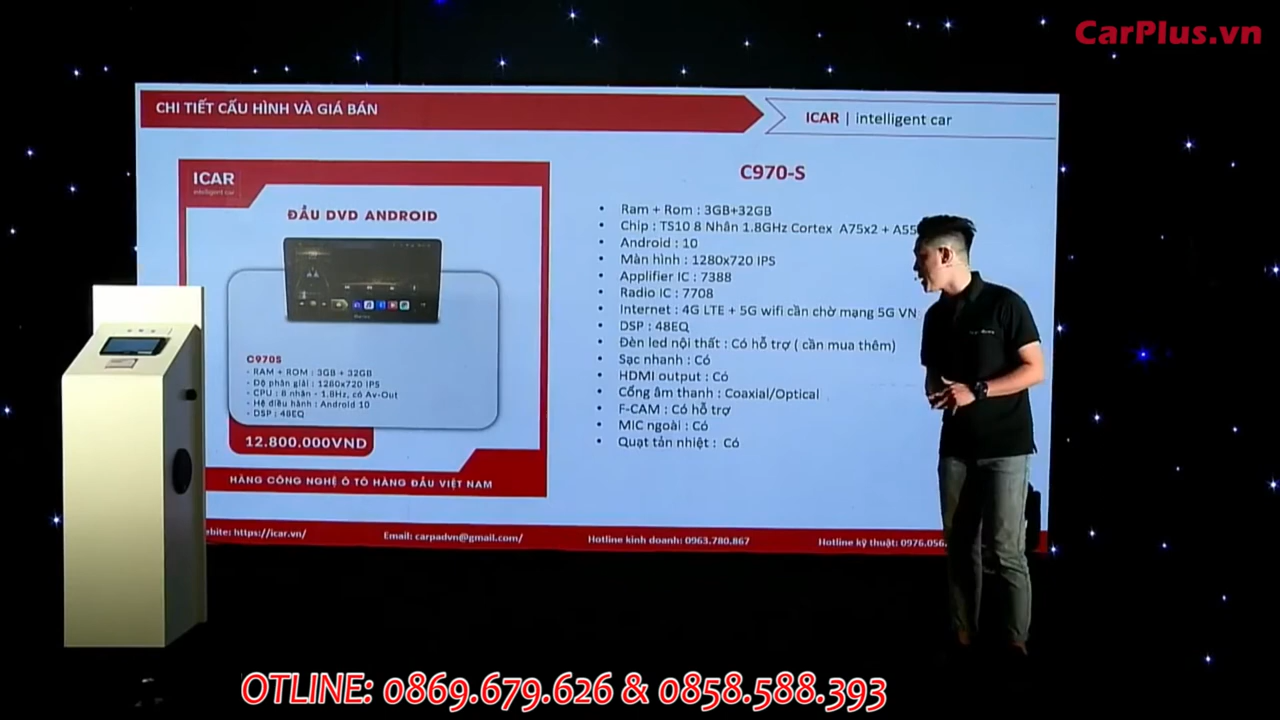 CarPlus.vn
CHI TIẾT CẤU HÌNH VÀ GIÁ BÁN
ICAR | intelligent car
ICAR
intelligent car
ĐẦU DVD ANDROID
C970S
- RAM + ROM : 3GB + 32GB
- Độ phân giải : 1280x720 IPS
- CPU : 8 nhân - 1.8Hz, có Av-Out
- Hệ điều hành : Android 10
- DSP : 48EQ
12.800.000VND
HÀNG CÔNG NGHỆ Ô TÔ HÀNG ĐẦU VIỆT NAM
C970-S
• Ram + Rom : 3GB+32GB
• Chip : TS10 8 Nhân 1.8GHz Cortex A75x2 + A55
• Android : 10
• Màn hình : 1280x720 IPS
• Applifier IC : 7388
• Radio IC : 7708
• Internet : 4G LTE + 5G wifi cần chờ mạng 5G VN
• DSP : 48EQ
• Đèn led nội thất : Có hỗ trợ ( cần mua thêm)
• Sạc nhanh : Có
• HDMI output : Có
• Cổng âm thanh : Coaxial/Optical
• F-CAM : Có hỗ trợ
• MIC ngoài : Có
• Quạt tản nhiệt : Có
ebite: https://icar.vn/
Email: carpadvn@gmail.com/
Hotline kinh doanh: 0963.780.867
Hotline kỹ thuật: 0976.056.
OTLINE: 0869.679.626 & 0858.588.393